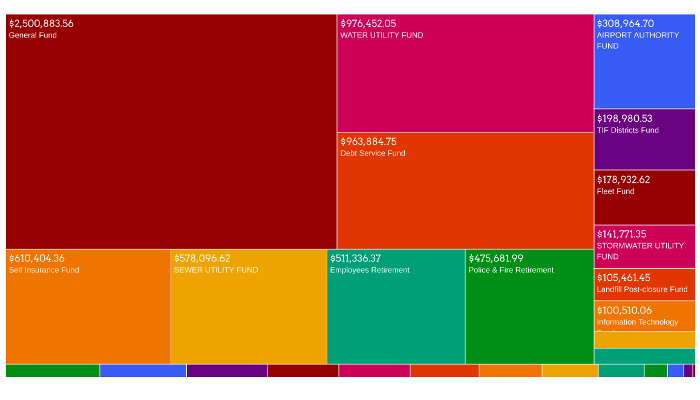 $2,500,883.56
General Fund
$976,452.05
WATER UTILITY FUND
$963,884.75
Debt Service Fund
$308,964.70
AIRPORT AUTHORITY
FUND
$198,980.53
TIF Districts Fund
$178,932.62
Fleet Fund
$141,771.35
STORMWATER UTILITY
FUND
$105,461.45
Landfill Post-closure Fund
$100,510.06
Information Technology
$610,404.36
Self Insurance Fund
$578,096.62
SEWER UTILITY FUND
$511,336.37
Employees Retirement
$475,681.99
Police & Fire Retirement